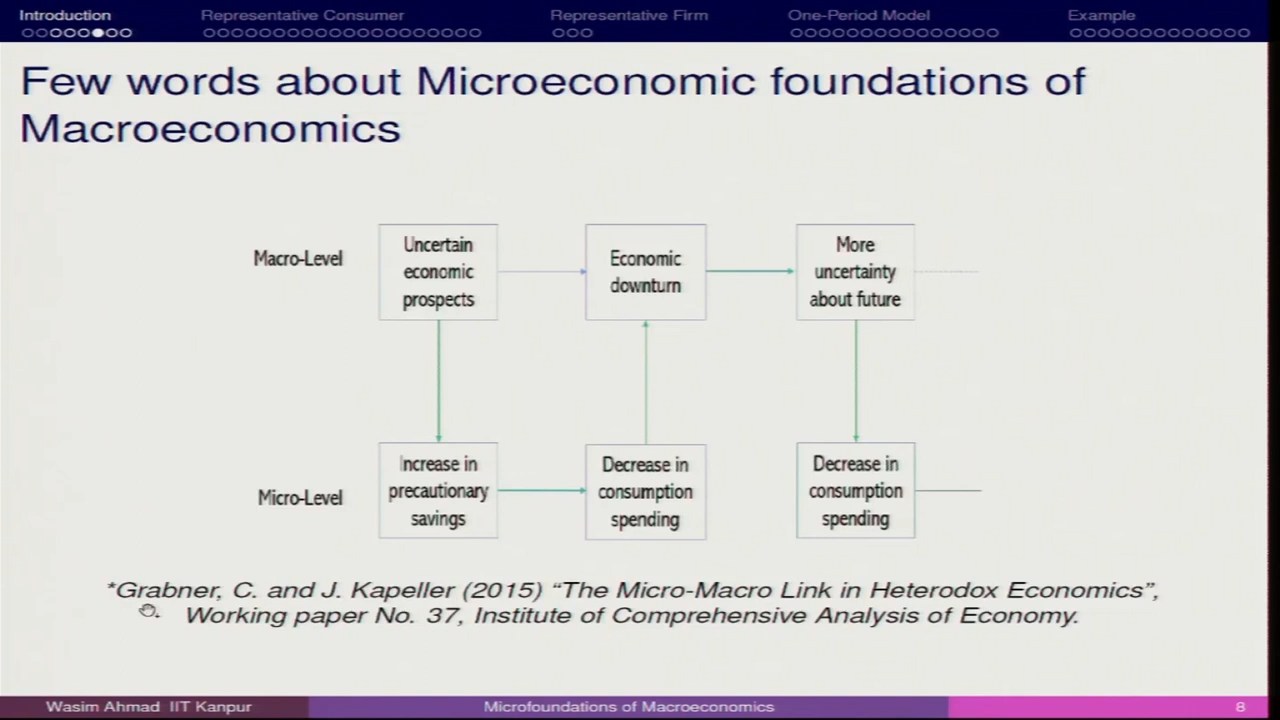 Introduction
Representative Consumer
Representative Firm
One-Period Model
Example
Few words about Microeconomic foundations of
Macroeconomics
Macro-Level
Uncertain
economic
prospects
Economic
downturn
More
uncertainty
about future
Micro-Level
Increase in
precautionary
savings
Decrease in
consumption
spending
Decrease in
consumption
spending
*Grabner, C. and J. Kapeller (2015) “The Micro-Macro Link in Heterodox Economics”,
Working paper No. 37, Institute of Comprehensive Analysis of Economy.
Wasim Ahmad IIT Kanpur
Microfoundations of Macroeconomics
8